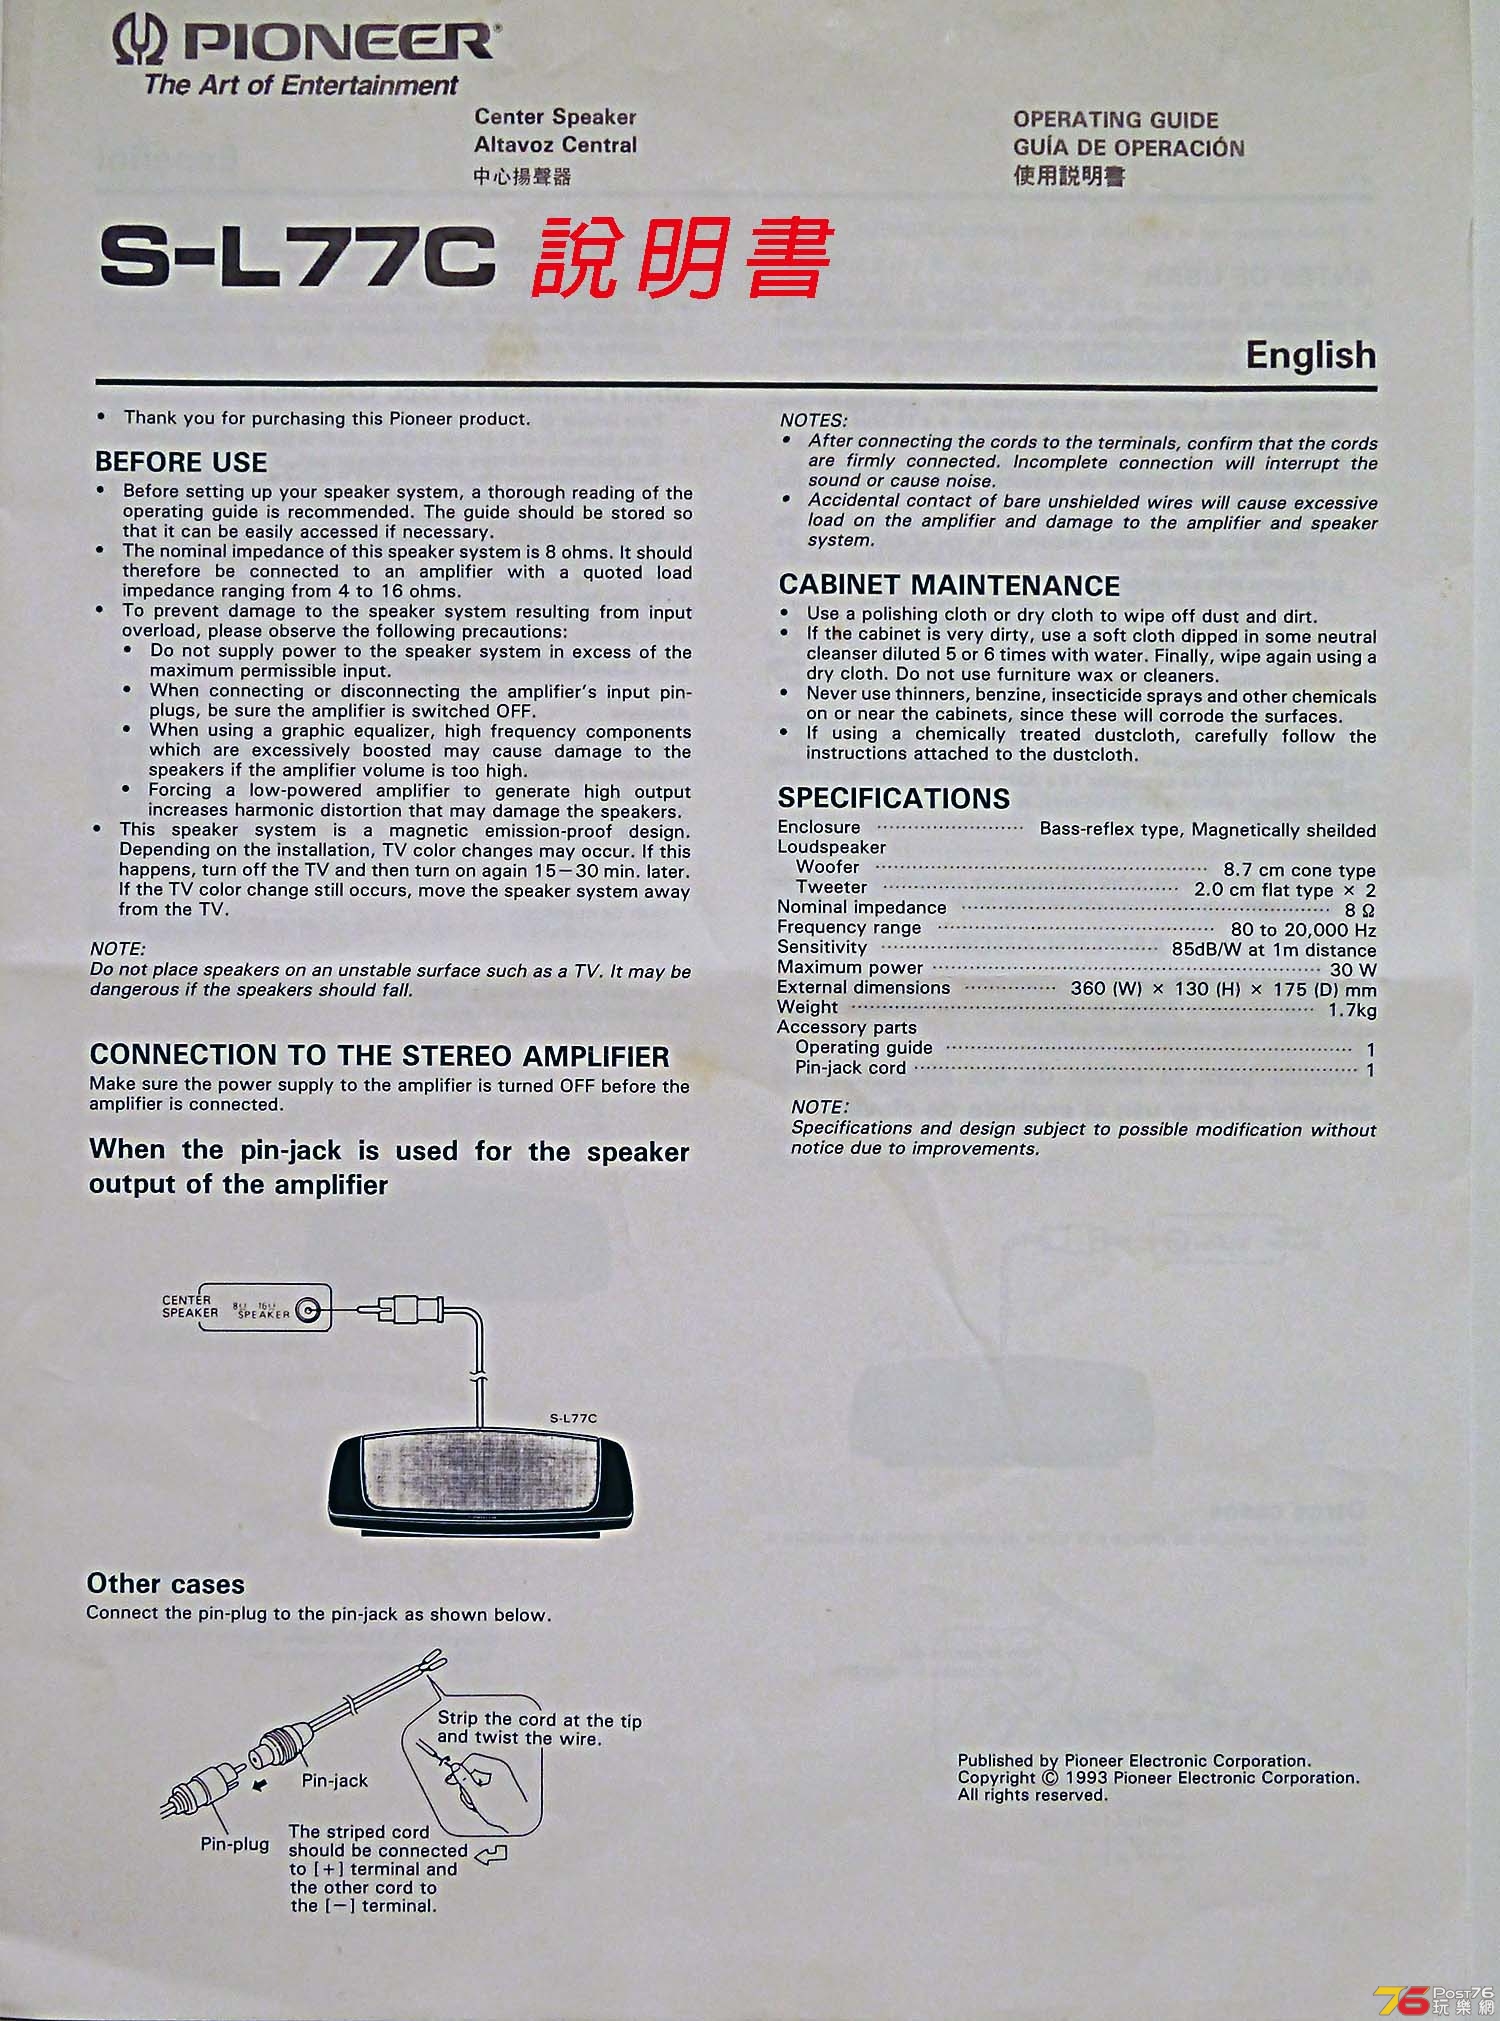 PIONEER®
The Art of Entertainment
Center Speaker
Altavoz Central
中心揚聲器
OPERATING GUIDE
GUÍA DE OPERACIÓN
使用説明書
S-L77C 說明書
English
• Thank you for purchasing this Pioneer product.
BEFORE USE
• Before setting up your speaker system, a thorough reading of the
operating guide is recommended. The guide should be stored so
that it can be easily accessed if necessary.
• The nominal impedance of this speaker system is 8 ohms. It should
therefore be connected to an amplifier with a quoted load
impedance ranging from 4 to 16 ohms.
• To prevent damage to the speaker system resulting from input
overload, please observe the following precautions:
• Do not supply power to the speaker system in excess of the
maximum permissible input.
• When connecting or disconnecting the amplifier's input pin-
plugs, be sure the amplifier is switched OFF.
• When using a graphic equalizer, high frequency components
which are excessively boosted may cause damage to the
speakers if the amplifier volume is too high.
• Forcing a low-powered amplifier to generate high output
increases harmonic distortion that may damage the speakers.
• This speaker system is a magnetic emission-proof design.
Depending on the installation, TV color changes may occur. If this
happens, turn off the TV and then turn on again 15－30 min. later.
If the TV color change still occurs, move the speaker system away
from the TV.
NOTE:
Do not place speakers on an unstable surface such as a TV. It may be
dangerous if the speakers should fall.
CONNECTION TO THE STEREO AMPLIFIER
Make sure the power supply to the amplifier is turned OFF before the
amplifier is connected.
When the pin-jack is used for the speaker
output of the amplifier
CENTER
SPEAKER
8Ω 16Ω
SPEAKER
S-L77C
Other cases
Connect the pin-plug to the pin-jack as shown below.
Strip the cord at the tip
and twist the wire.
Pin-jack
Pin-plug
The striped cord
should be connected
to [+] terminal and
the other cord to
the [－] terminal.
NOTES:
• After connecting the cords to the terminals, confirm that the cords
are firmly connected. Incomplete connection will interrupt the
sound or cause noise.
• Accidental contact of bare unshielded wires will cause excessive
load on the amplifier and damage to the amplifier and speaker
system.
CABINET MAINTENANCE
• Use a polishing cloth or dry cloth to wipe off dust and dirt.
• If the cabinet is very dirty, use a soft cloth dipped in some neutral
cleanser diluted 5 or 6 times with water. Finally, wipe again using a
dry cloth. Do not use furniture wax or cleaners.
• Never use thinners, benzine, insecticide sprays and other chemicals
on or near the cabinets, since these will corrode the surfaces.
• If using a chemically treated dustcloth, carefully follow the
instructions attached to the dustcloth.
SPECIFICATIONS
Enclosure ······················· Bass-reflex type, Magnetically sheilded
Loudspeaker
Woofer ······················· 8.7 cm cone type
Tweeter ······················· 2.0 cm flat type × 2
Nominal impedance ······················· 8 Ω
Frequency range ······················· 80 to 20,000 Hz
Sensitivity ······················· 85dB/W at 1m distance
Maximum power ······················· 30 W
External dimensions ·············· 360 (W) × 130 (H) × 175 (D) mm
Weight ······················· 1.7kg
Accessory parts
Operating guide ······················· 1
Pin-jack cord ······················· 1
NOTE:
Specifications and design subject to possible modification without
notice due to improvements.
Published by Pioneer Electronic Corporation.
Copyright © 1993 Pioneer Electronic Corporation.
All rights reserved.
76 Post76
玩樂網